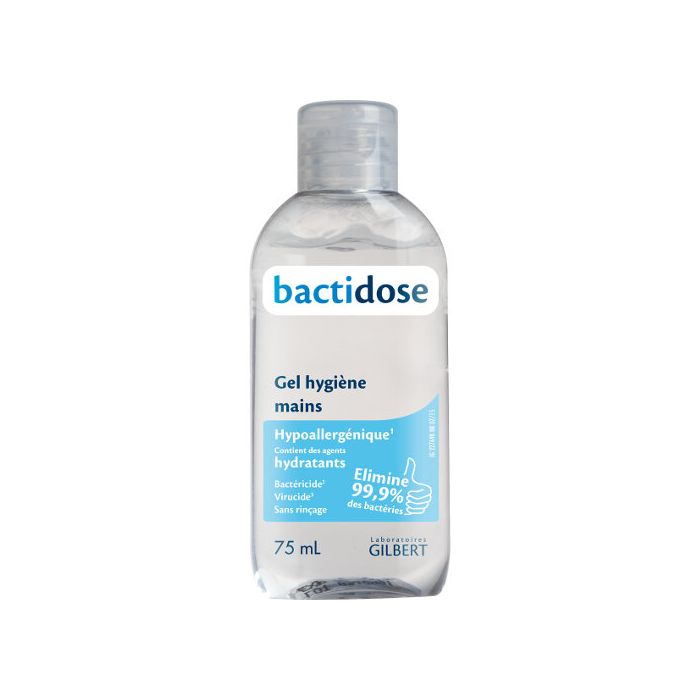 bactidose
Gel hygiène
mains
Hypoallergénique¹
Contient des agents
hydratants
Bactéricide²
Virucide³
Sans rinçage
Elimine
99,9%
des bactéries
75 mL
Laboratoires
GILBERT